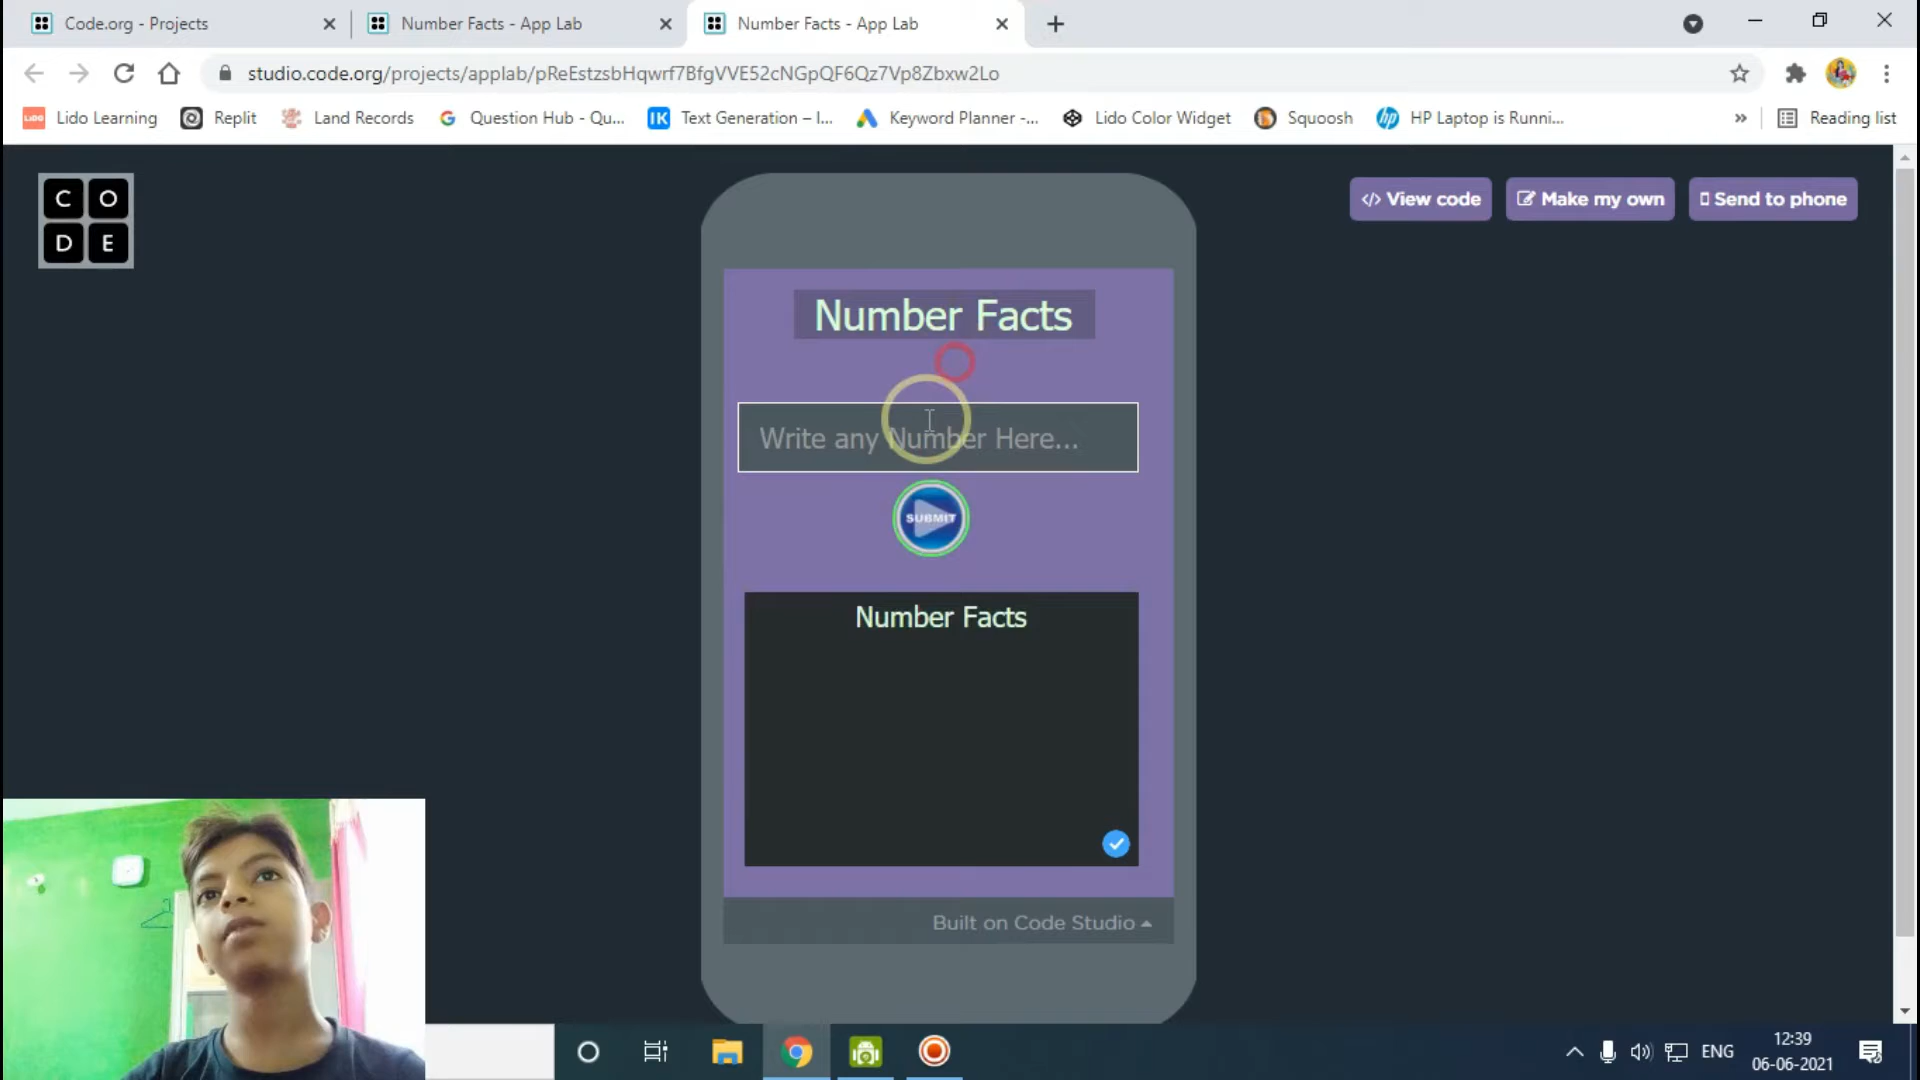 Code.org - Projects
Number Facts - App Lab
Number Facts - App Lab
studio.code.org/projects/applab/pReEstzsbHqwrf7BfgVVE52cNGpQF6Qz7Vp8Zbxw2Lo
LIDO Lido Learning
Replit
Land Records
Question Hub - Qu...
IK Text Generation – I...
Keyword Planner -...
Lido Color Widget
Squoosh
hp HP Laptop is Runni...
»
Reading list
C O
D E
</> View code
Make my own
Send to phone
Number Facts
Write any Number Here...
SUBMIT
Number Facts
Built on Code Studio
ENG
12:39
06-06-2021